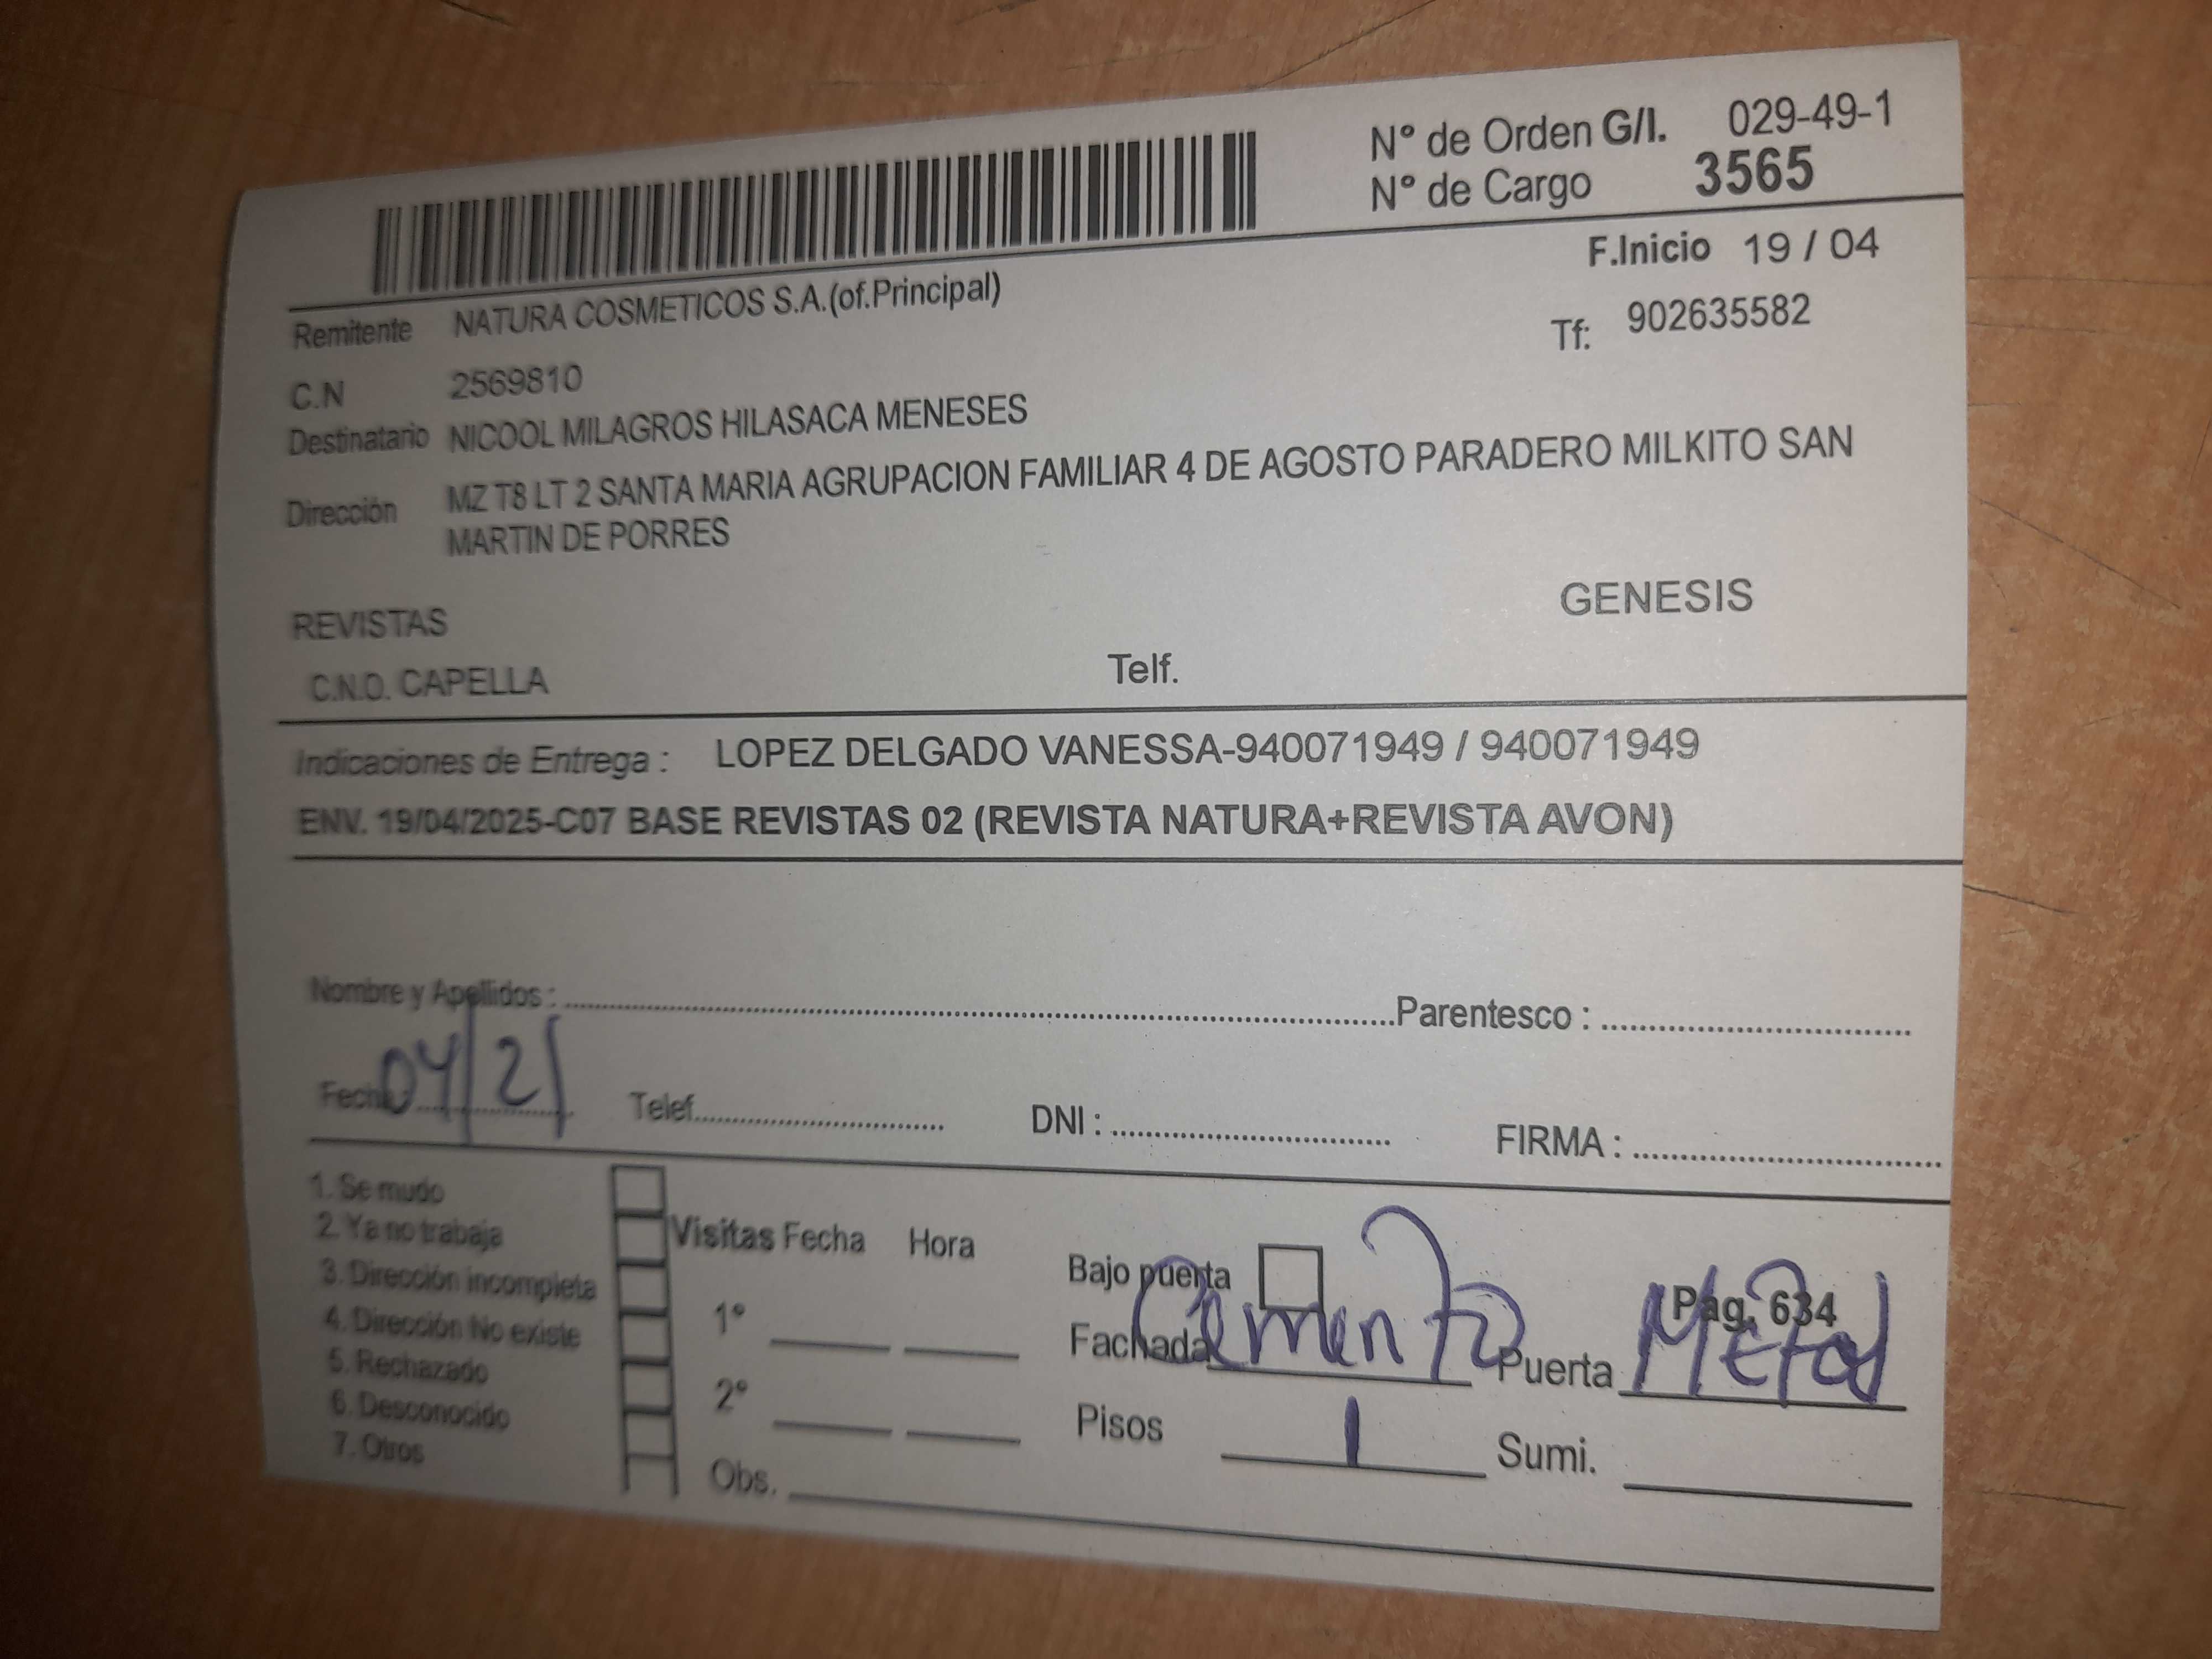 N° de Orden G/I. 029-49-1
N° de Cargo 3565
F.Inicio 19 / 04
Remitente NATURA COSMETICOS S.A.(of.Principal)
Tf: 902635582
C.N 2569810
Destinatario NICOOL MILAGROS HILASACA MENESES
Dirección MZ T8 LT 2 SANTA MARIA AGRUPACION FAMILIAR 4 DE AGOSTO PARADERO MILKITO SAN
MARTIN DE PORRES
REVISTAS GENESIS
C.N.O. CAPELLA Telf.
Indicaciones de Entrega : LOPEZ DELGADO VANESSA-940071949 / 940071949
ENV. 19/04/2025-C07 BASE REVISTAS 02 (REVISTA NATURA+REVISTA AVON)
Nombre y Apellidos : Parentesco :
Fecha 04/21 Telef. DNI : FIRMA :
1. Se mudo
2. Ya no trabaja
3. Dirección incompleta
4. Dirección No existe
5. Rechazado
6. Desconocido
7. Otros
Visitas Fecha Hora
1°
2°
Obs.
Bajo puerta Pag. 634
Fachada Cemento Puerta Metal
Pisos 1 Sumi.